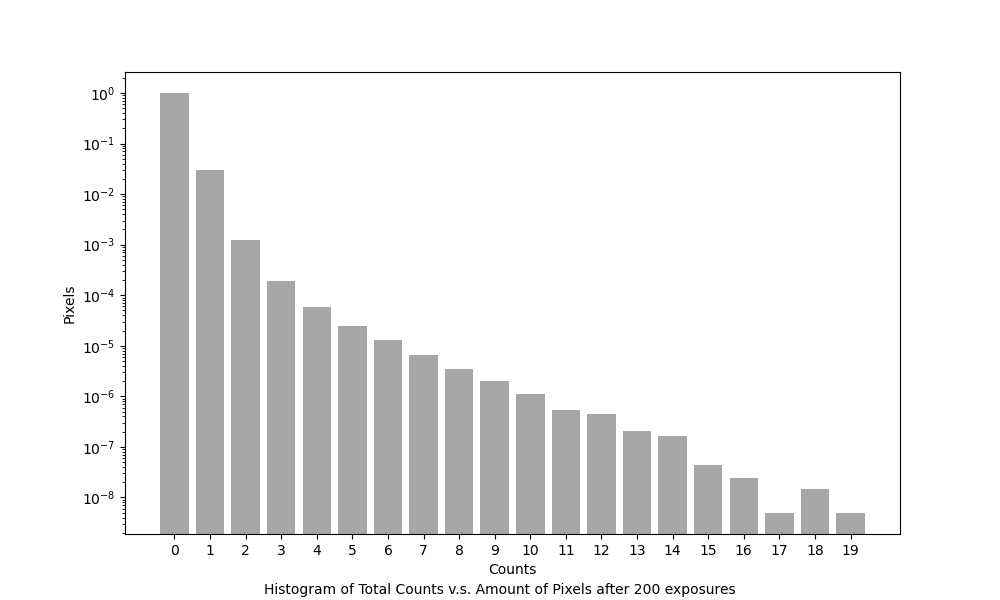 10⁰
10⁻¹
10⁻²
10⁻³
10⁻⁴
10⁻⁵
10⁻⁶
10⁻⁷
10⁻⁸
Pixels
0 1 2 3 4 5 6 7 8 9 10 11 12 13 14 15 16 17 18 19
Counts
Histogram of Total Counts v.s. Amount of Pixels after 200 exposures